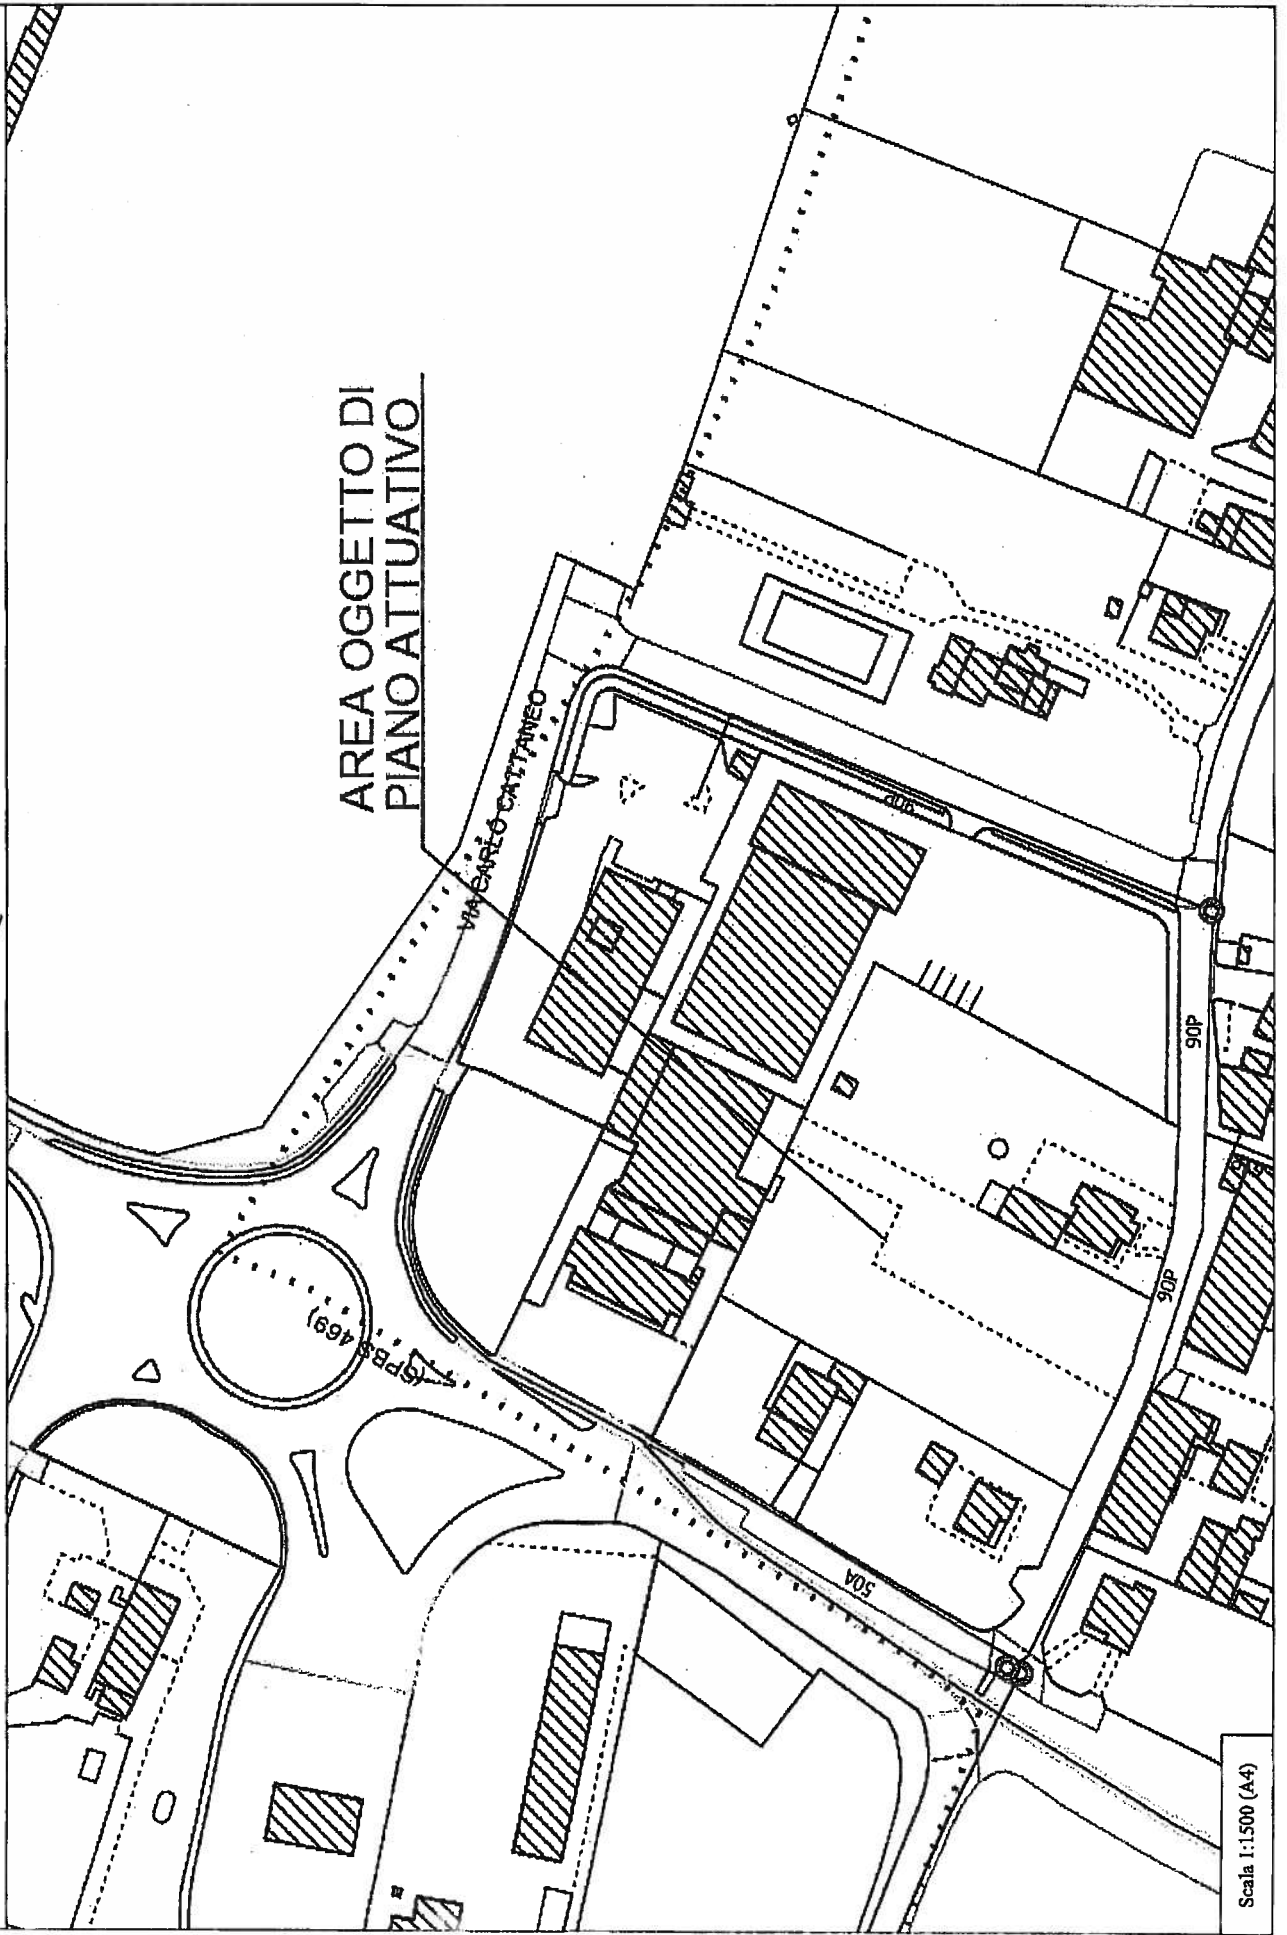 AREA OGGETTO DI
PIANO ATTUATIVO
VIA CARLO CATTANEO
(SPBS 469)
90P
90P
90P
50A
Scala 1:1500 (A4)